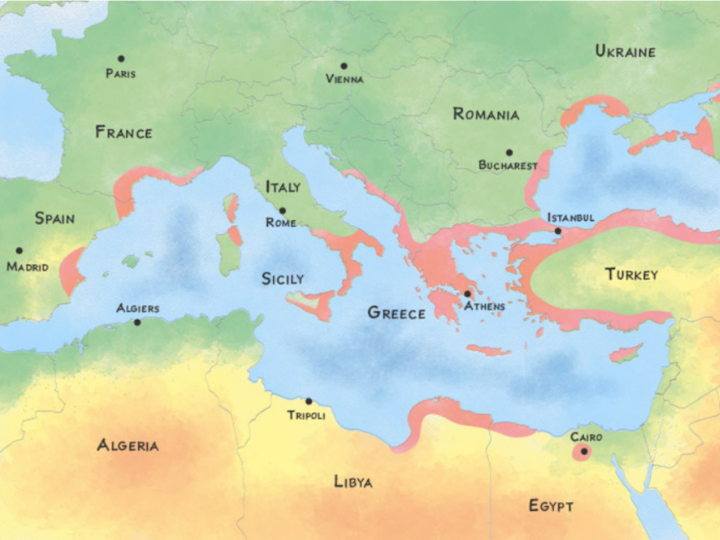 Ukraine
Paris
Vienna
Romania
France
Bucharest
Italy
Spain
Rome
Istanbul
Madrid
Turkey
Sicily
Algiers
Greece
Athens
Tripoli
Cairo
Algeria
Libya
Egypt